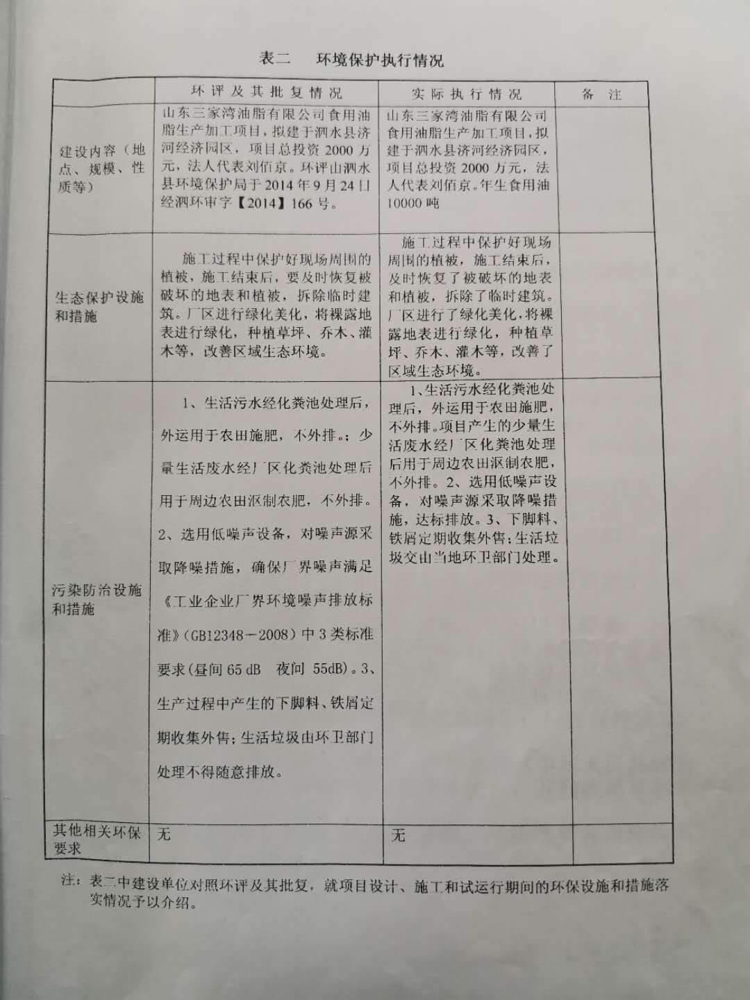 表二 环境保护执行情况
环评及其批复情况
实际执行情况
备 注
建设内容（地
点、规模、性
质等）
山东三家湾油脂有限公司食用油
脂生产加工项目，拟建于泗水县济
河经济园区，项目总投资 2000 万
元，法人代表刘佰京。环评由泗水
县环境保护局于 2014 年 9 月 24 日
经泗环审字【2014】166 号。
山东三家湾油脂有限公司
食用油脂生产加工项目，拟
建于泗水县济河经济园区，
项目总投资 2000 万元，法
人代表刘佰京。年生食用油
10000 吨
生态保护设施
和措施
施工过程中保护好现场周围的
植被，施工结束后，要及时恢复被
破坏的地表和植被，拆除临时建
筑。厂区进行绿化美化，将裸露地
表进行绿化，种植草坪、乔木、灌
木等，改善区域生态环境。
施工过程中保护好现场
周围的植被，施工结束后，
及时恢复了被破坏的地表
和植被，拆除了临时建筑。
厂区进行了绿化美化，将裸
露地表进行绿化，种植草
坪、乔木、灌木等，改善了
区域生态环境。
污染防治设施
和措施
1、生活污水经化粪池处理后，
外运用于农田施肥，不外排。；少
量生活废水经厂区化粪池处理后
用于周边农田沤制农肥，不外排。
2、选用低噪声设备，对噪声源采
取降噪措施，确保厂界噪声满足
《工业企业厂界环境噪声排放标
准》（GB12348－2008）中 3 类标准
要求(昼间 65 dB 夜间 55dB)。3、
生产过程中产生的下脚料、铁屑定
期收集外售；生活垃圾由环卫部门
处理不得随意排放。
1、生活污水经化粪池处
理后，外运用于农田施肥，
不外排。项目产生的少量生
活废水经厂区化粪池处理
后用于周边农田沤制农肥，
不外排。2、选用低噪声设
备，对噪声源采取降噪措
施，达标排放。3、下脚料、
铁屑定期收集外售；生活垃
圾交由当地环卫部门处理。
其他相关环保
要求
无
无
注：表二中建设单位对照环评及其批复，就项目设计、施工和试运行期间的环保设施和措施落
实情况予以介绍。